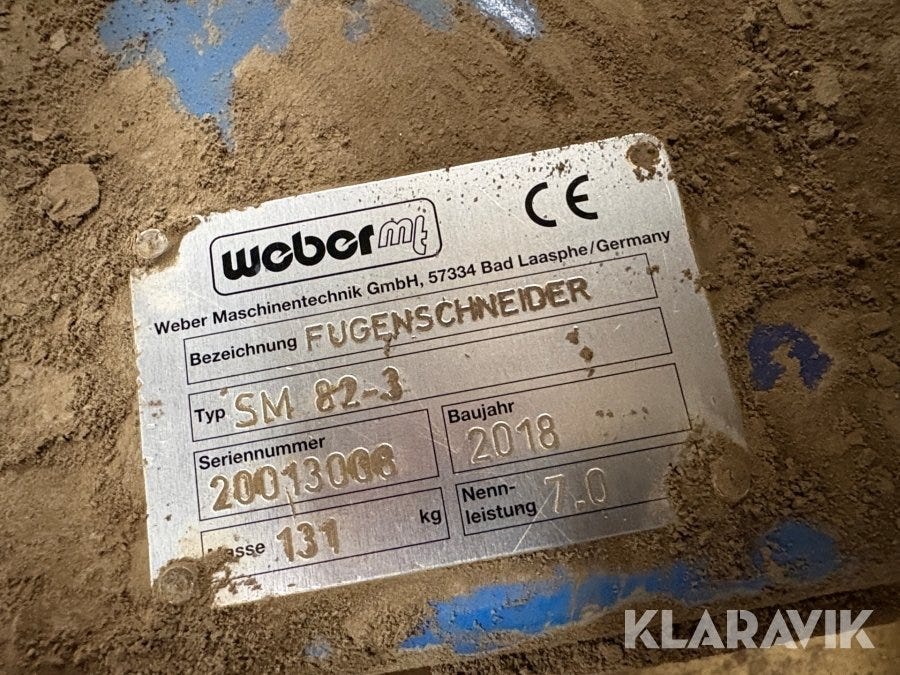 weber mt
CE
Weber Maschinentechnik GmbH, 57334 Bad Laasphe/Germany
Bezeichnung FUGENSCHNEIDER
Typ SM 82-3
Seriennummer
20013008
Baujahr
2018
Masse 131 kg
Nenn-
leistung 7.0
KLARAVIK